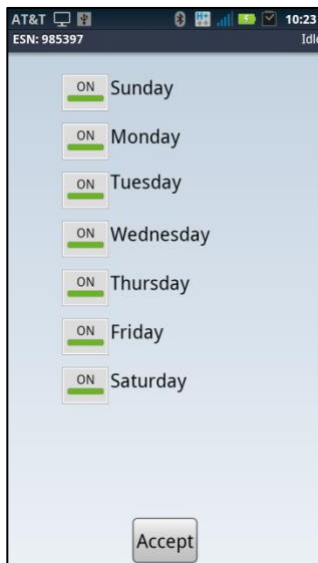 AT&T 10:23
ESN: 985397 Idle
ON Sunday
ON Monday
ON Tuesday
ON Wednesday
ON Thursday
ON Friday
ON Saturday
Accept